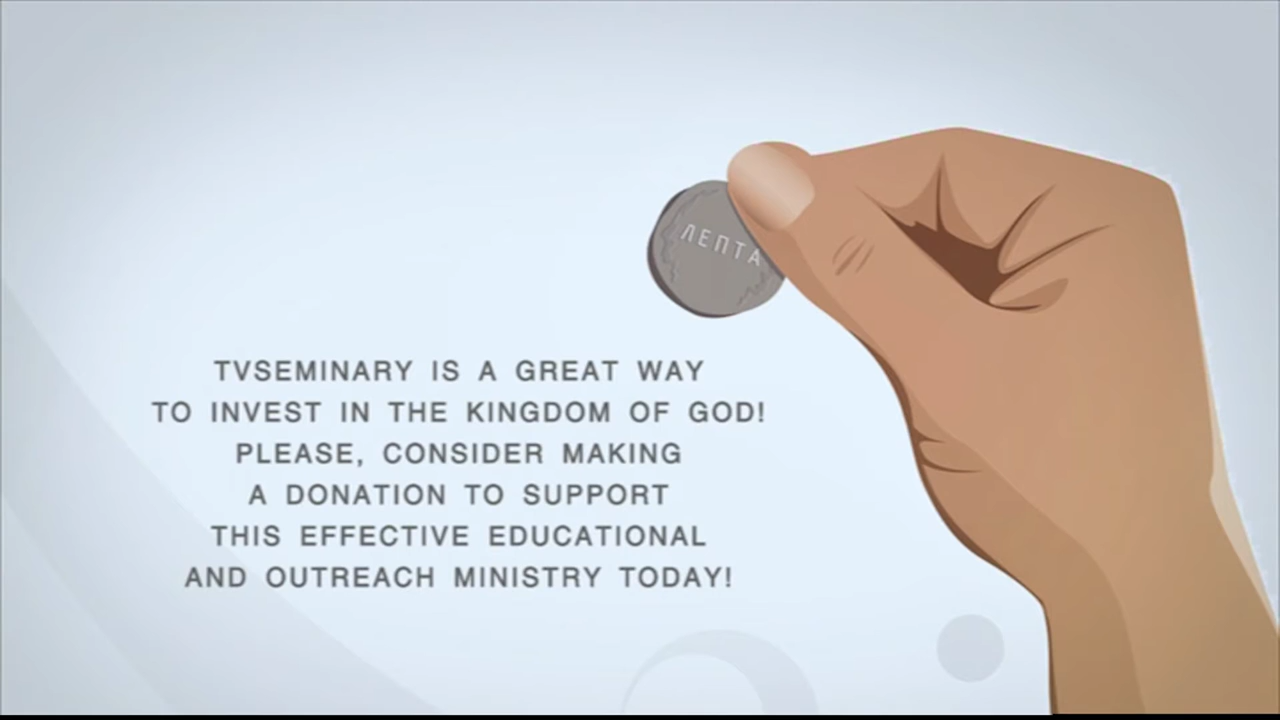 ΛΕΠΤΑ
TVSEMINARY IS A GREAT WAY
TO INVEST IN THE KINGDOM OF GOD!
PLEASE, CONSIDER MAKING
A DONATION TO SUPPORT
THIS EFFECTIVE EDUCATIONAL
AND OUTREACH MINISTRY TODAY!